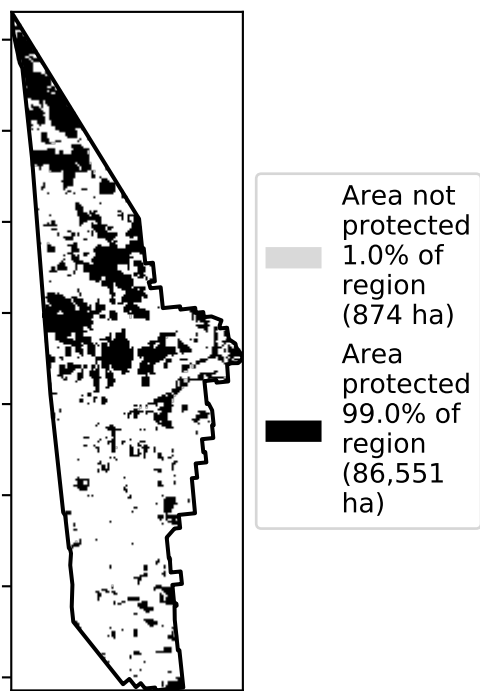 Area not
protected
1.0% of
region
(874 ha)
Area
protected
99.0% of
region
(86,551
ha)